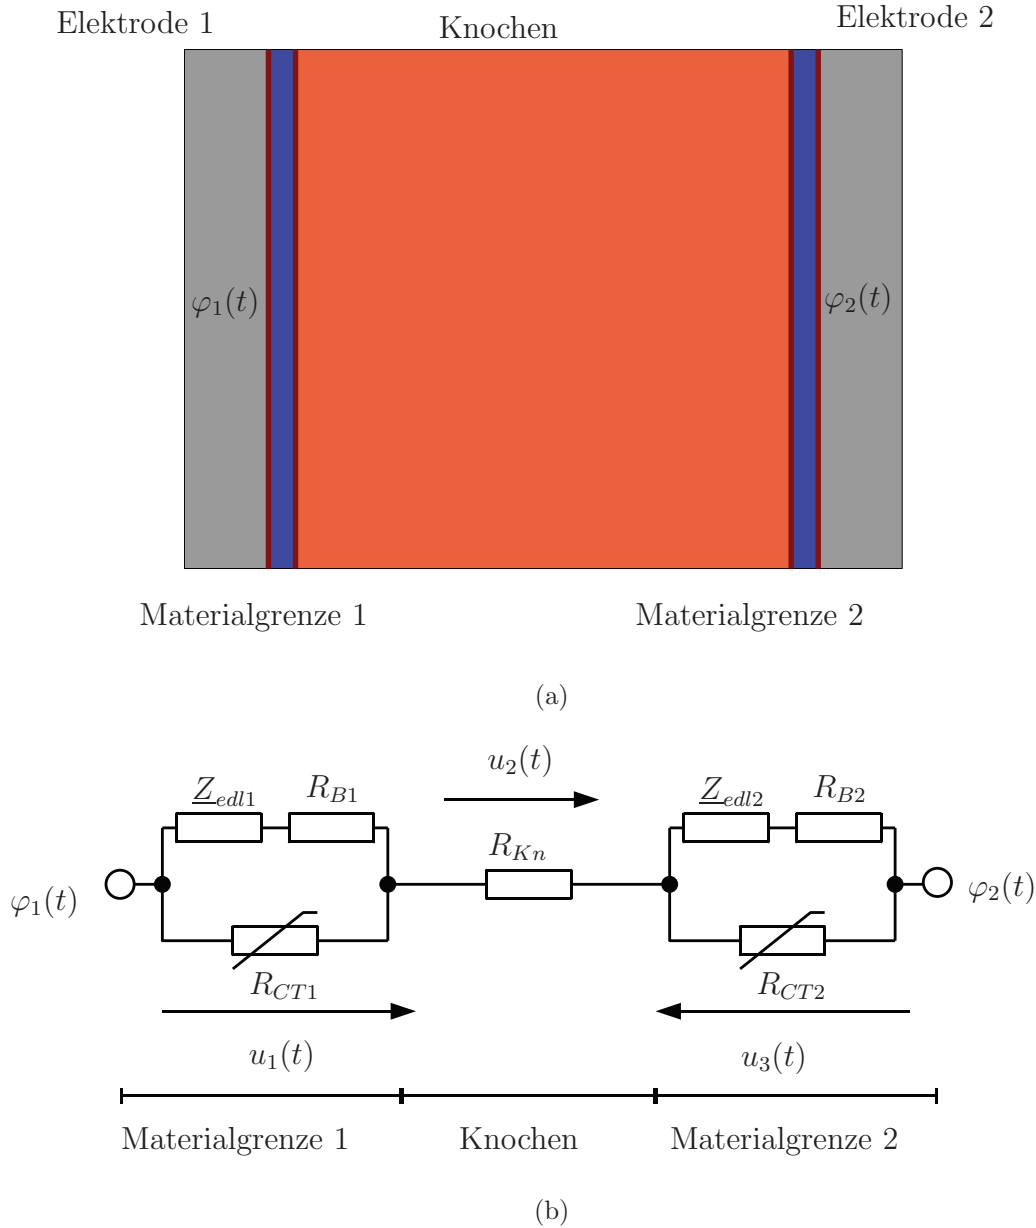 Elektrode 1
Knochen
Elektrode 2
φ₁(t)
φ₂(t)
Materialgrenze 1
Materialgrenze 2
(a)
u₂(t)
Z_edl1
R_B1
Z_edl2
R_B2
R_Kn
φ₁(t)
φ₂(t)
R_CT1
R_CT2
u₁(t)
u₃(t)
Materialgrenze 1
Knochen
Materialgrenze 2
(b)